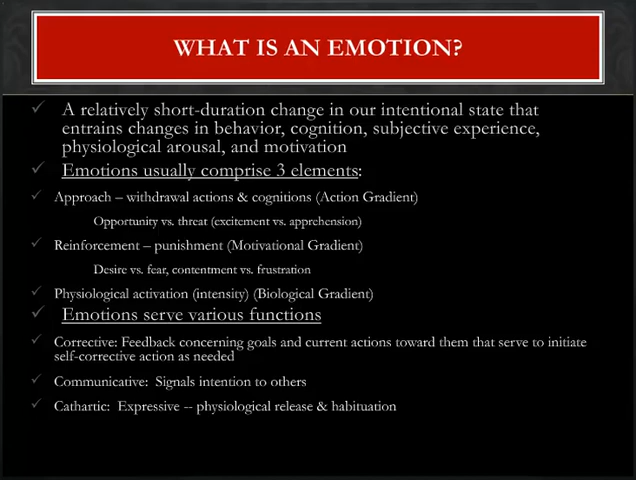 WHAT IS AN EMOTION?
✓ A relatively short-duration change in our intentional state that
entrains changes in behavior, cognition, subjective experience,
physiological arousal, and motivation
✓ Emotions usually comprise 3 elements:
✓ Approach – withdrawal actions & cognitions (Action Gradient)
Opportunity vs. threat (excitement vs. apprehension)
✓ Reinforcement – punishment (Motivational Gradient)
Desire vs. fear, contentment vs. frustration
✓ Physiological activation (intensity) (Biological Gradient)
✓ Emotions serve various functions
✓ Corrective: Feedback concerning goals and current actions toward them that serve to initiate
self-corrective action as needed
✓ Communicative: Signals intention to others
✓ Cathartic: Expressive -- physiological release & habituation